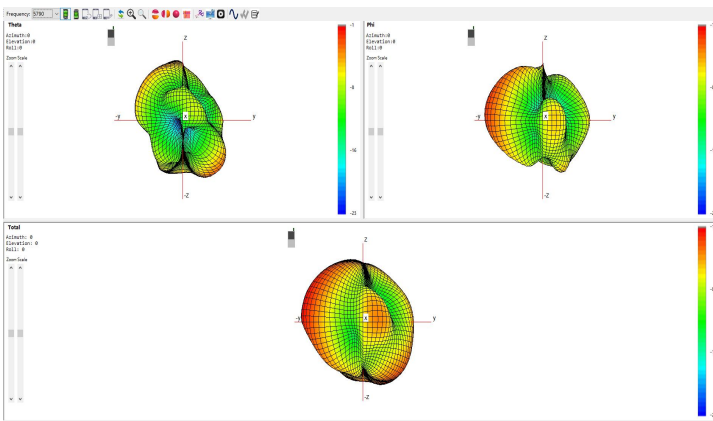 Frequency: 5790
Theta
Azimuth:0
Elevation:0
Roll:0
Zoom Scale
z
-y
x
y
-z
-1
-8
-16
-23
Phi
Azimuth:0
Elevation:0
Roll:0
Zoom Scale
z
-y
x
y
-z
Total
Azimuth: 0
Elevation: 0
Roll: 0
Zoom Scale
z
-y
x
y
-z